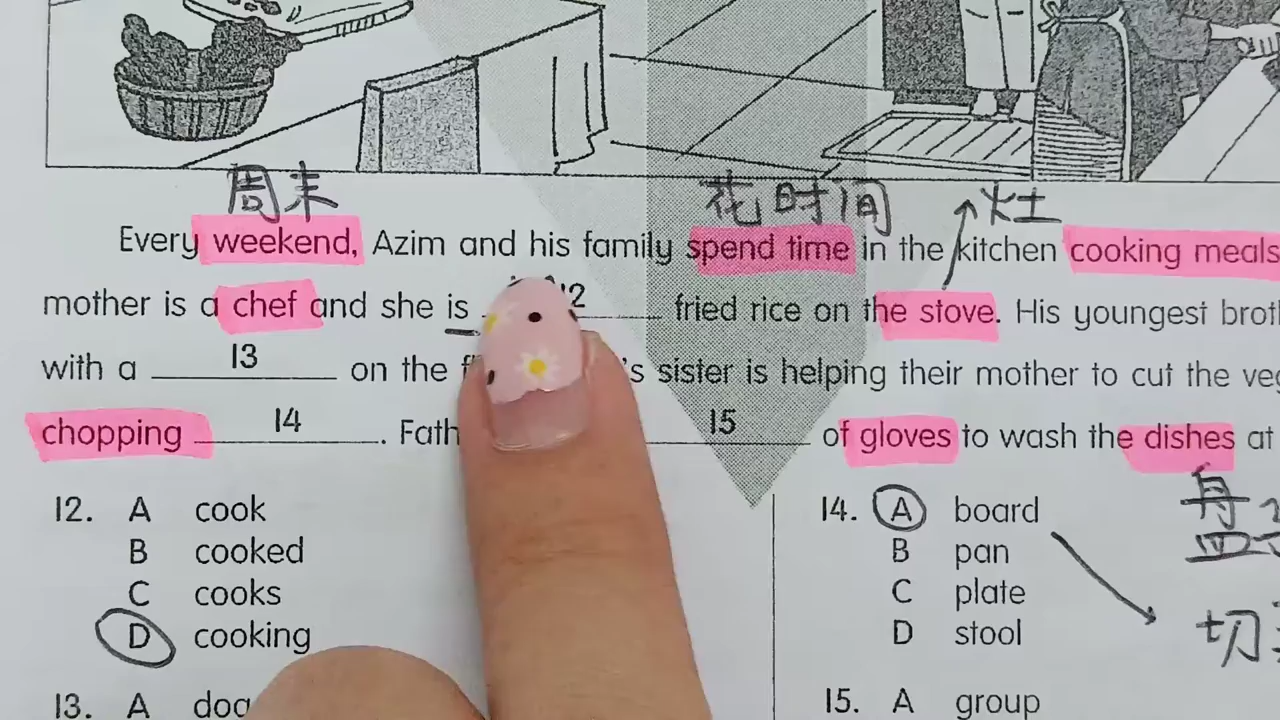 周末 花时间 灶
Every weekend, Azim and his family spend time in the kitchen cooking meals
mother is a chef and she is 12 fried rice on the stove. His youngest
with a 13 on the 's sister is helping their mother to cut the
chopping 14. 15 of gloves to wash the dishes at
12. A cook
B cooked
C cooks
D cooking
13. A
14. A board
B pan
C plate
D stool
15. A group
切